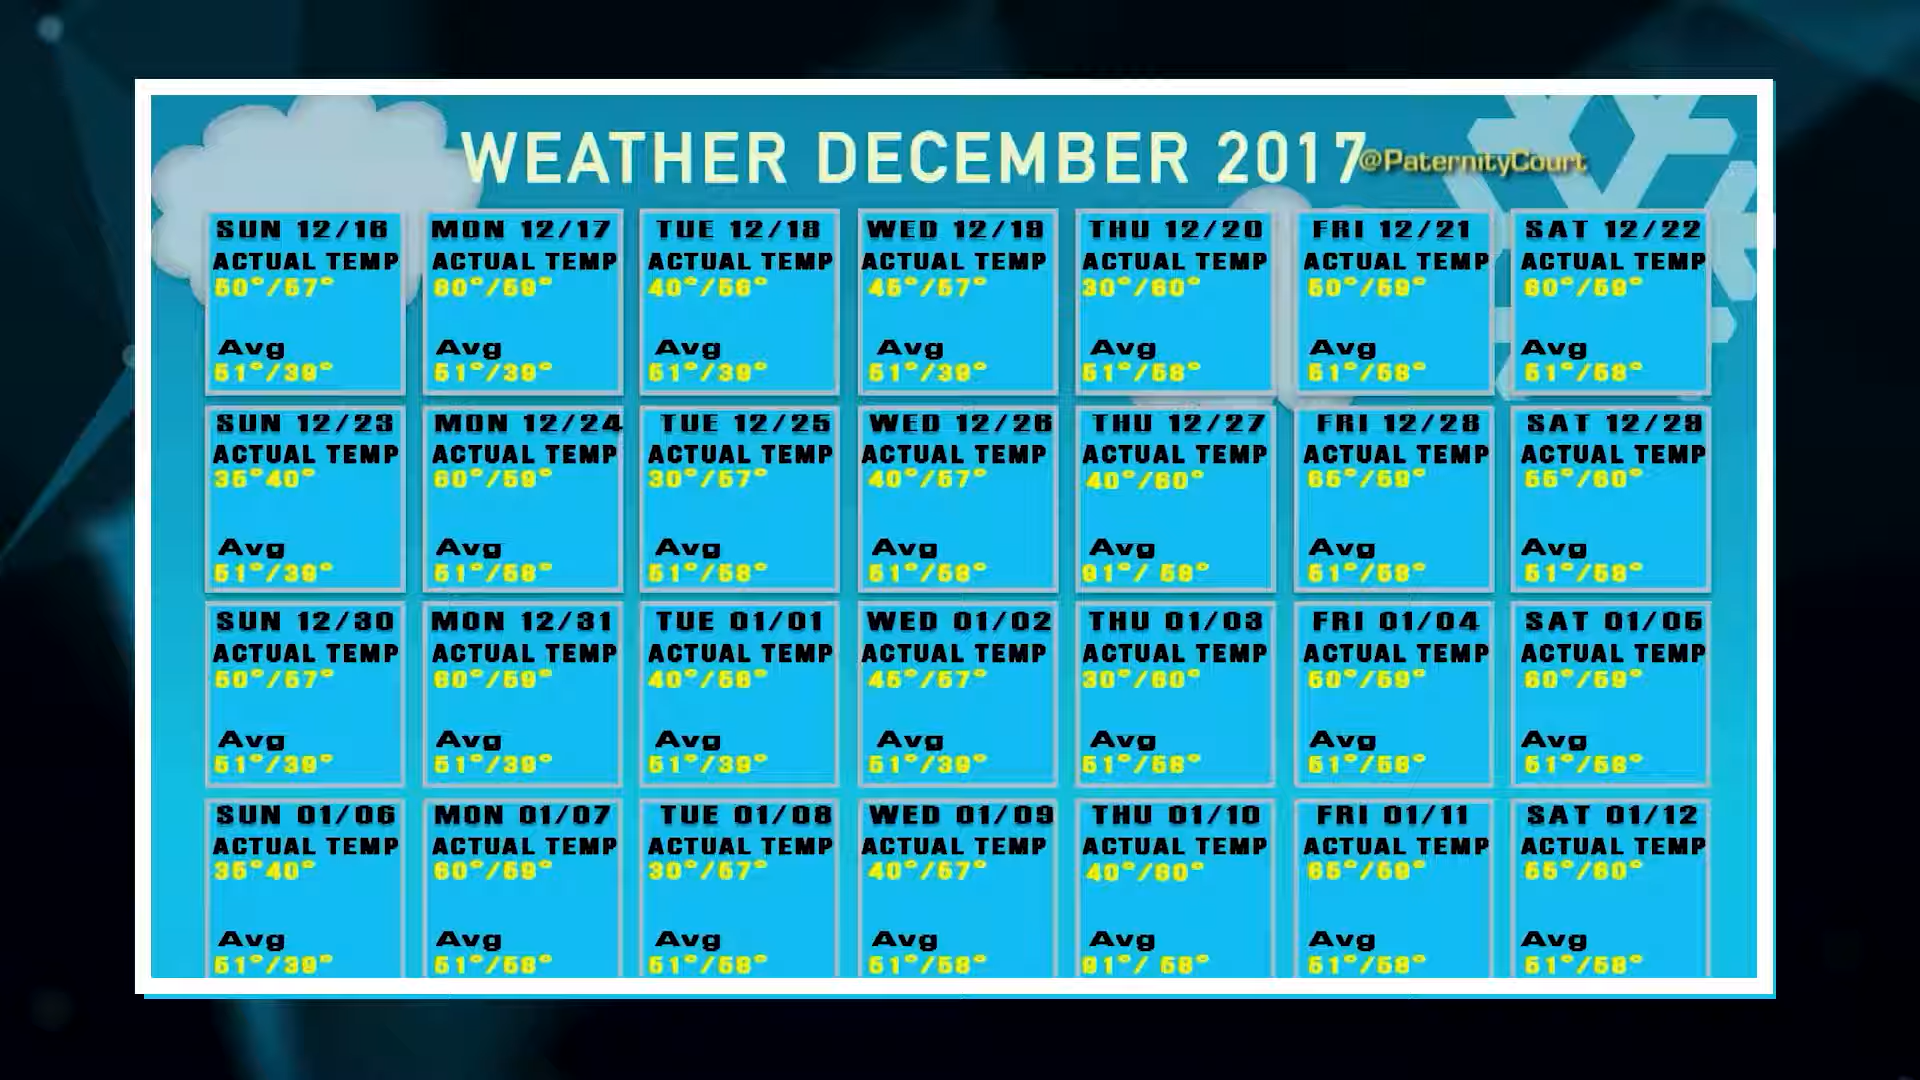 WEATHER DECEMBER 2017
@PaternityCourt
SUN 12/16 MON 12/17 TUE 12/18 WED 12/19 THU 12/20 FRI 12/21 SAT 12/22
ACTUAL TEMP ACTUAL TEMP ACTUAL TEMP ACTUAL TEMP ACTUAL TEMP ACTUAL TEMP ACTUAL TEMP
50°/57° 60°/59° 40°/56° 45°/57° 30°/60° 50°/59° 60°/59°
Avg Avg Avg Avg Avg Avg Avg
51°/39° 51°/39° 51°/39° 51°/39° 51°/58° 51°/58° 51°/58°
SUN 12/23 MON 12/24 TUE 12/25 WED 12/26 THU 12/27 FRI 12/28 SAT 12/29
ACTUAL TEMP ACTUAL TEMP ACTUAL TEMP ACTUAL TEMP ACTUAL TEMP ACTUAL TEMP ACTUAL TEMP
35°40° 60°/59° 30°/57° 40°/57° 40°/60° 65°/59° 55°/60°
Avg Avg Avg Avg Avg Avg Avg
51°/39° 51°/58° 51°/58° 51°/58° 91°/ 59° 51°/58° 51°/58°
SUN 12/30 MON 12/31 TUE 01/01 WED 01/02 THU 01/03 FRI 01/04 SAT 01/05
ACTUAL TEMP ACTUAL TEMP ACTUAL TEMP ACTUAL TEMP ACTUAL TEMP ACTUAL TEMP ACTUAL TEMP
50°/57° 60°/59° 40°/56° 45°/57° 30°/60° 50°/59° 60°/59°
Avg Avg Avg Avg Avg Avg Avg
51°/39° 51°/39° 51°/39° 51°/39° 51°/58° 51°/58° 51°/58°
SUN 01/06 MON 01/07 TUE 01/08 WED 01/09 THU 01/10 FRI 01/11 SAT 01/12
ACTUAL TEMP ACTUAL TEMP ACTUAL TEMP ACTUAL TEMP ACTUAL TEMP ACTUAL TEMP ACTUAL TEMP
35°40° 60°/59° 30°/57° 40°/57° 40°/60° 65°/59° 55°/60°
Avg Avg Avg Avg Avg Avg Avg
51°/39° 51°/58° 51°/58° 51°/58° 91°/ 58° 51°/58° 51°/58°